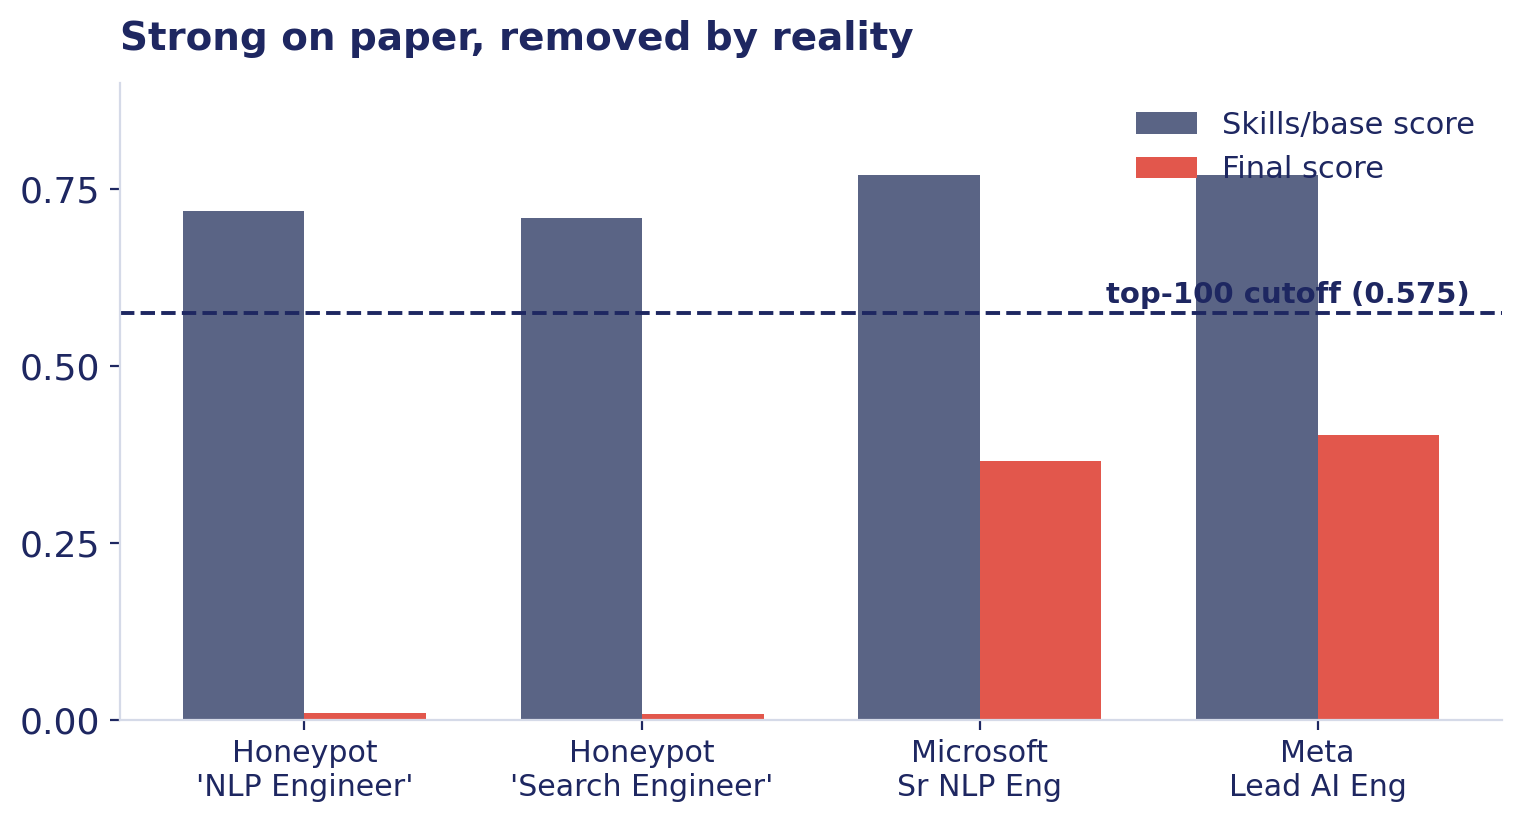 Strong on paper, removed by reality
Skills/base score
Final score
0.75
top-100 cutoff (0.575)
0.50
0.25
0.00
Honeypot
'NLP Engineer'
Honeypot
'Search Engineer'
Microsoft
Sr NLP Eng
Meta
Lead AI Eng